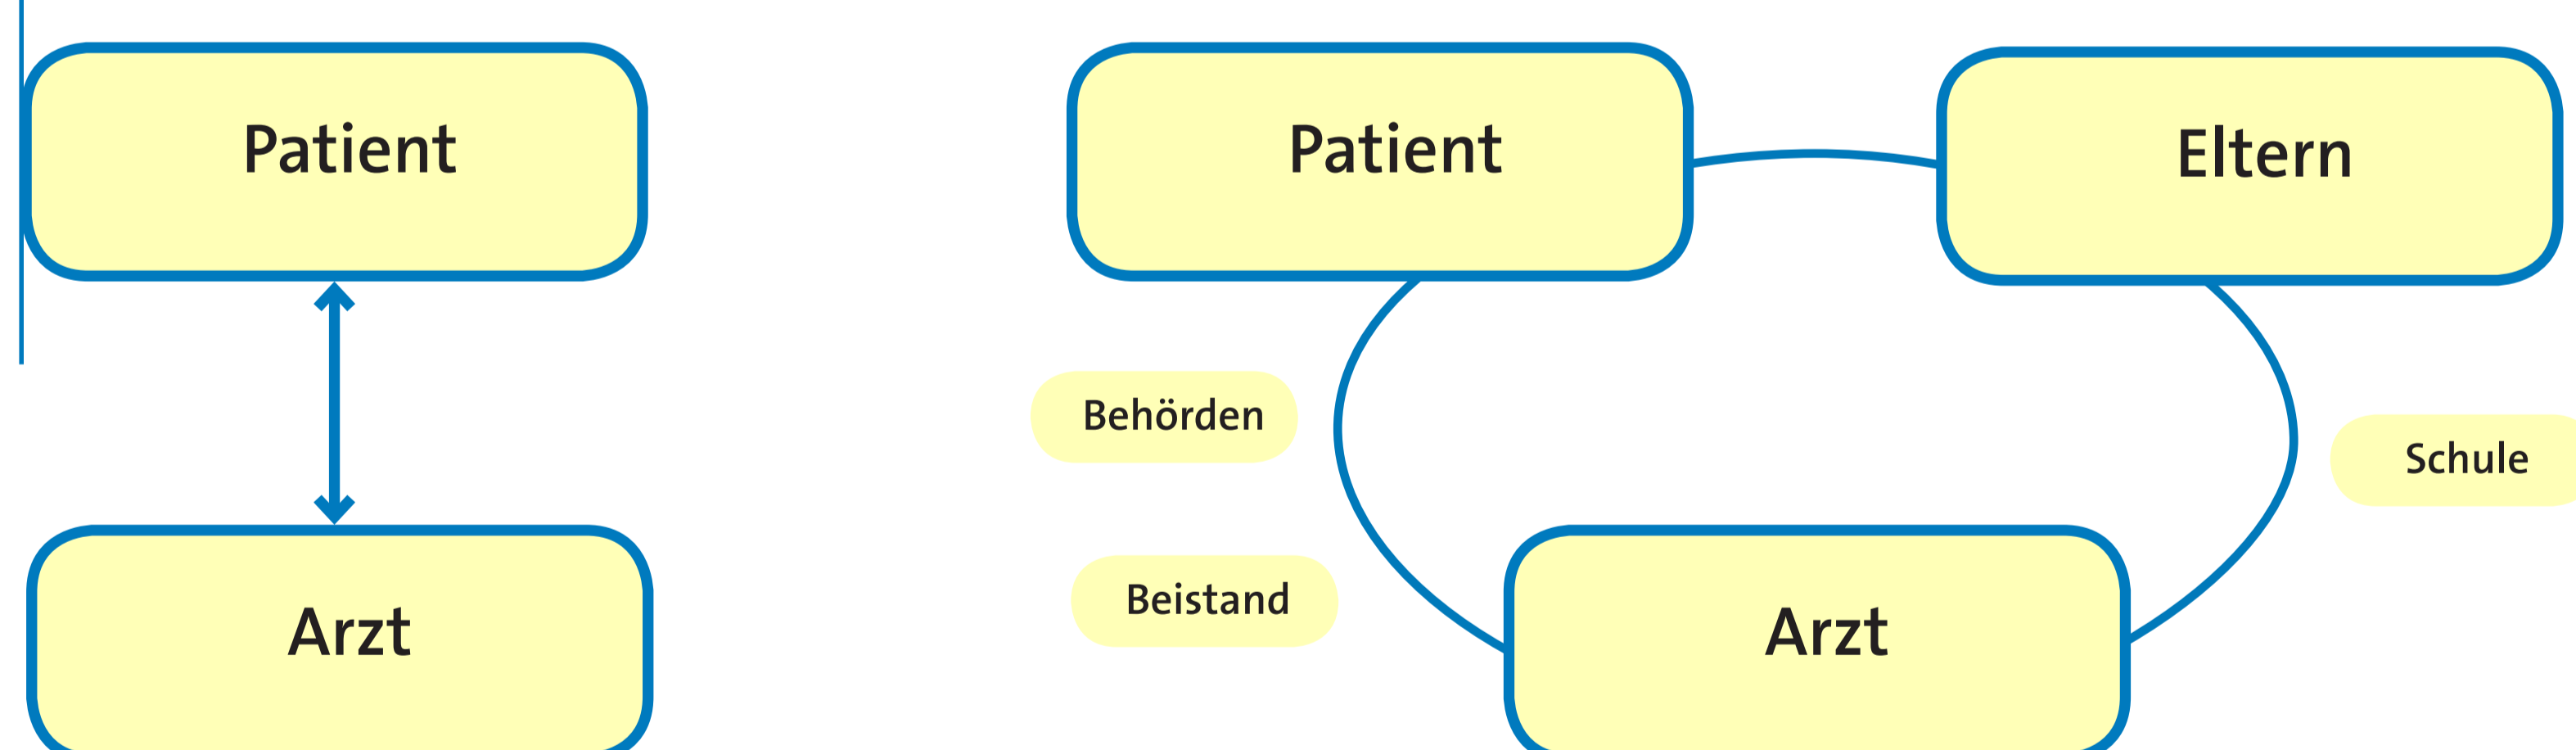 Patient
Arzt
Patient
Eltern
Behörden
Schule
Beistand
Arzt